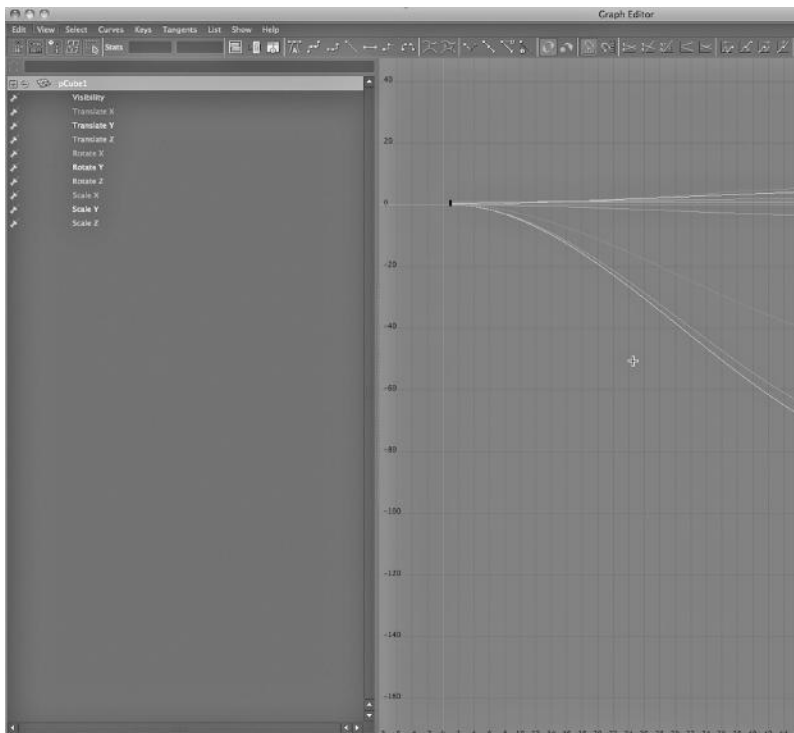 Graph Editor
Edit View Select Curves Keys Tangents List Show Help
Stats
pCube1
Visibility
Translate X
Translate Y
Translate Z
Rotate X
Rotate Y
Rotate Z
Scale X
Scale Y
Scale Z
40
20
0
-20
-40
-60
-80
-100
-120
-140
-160